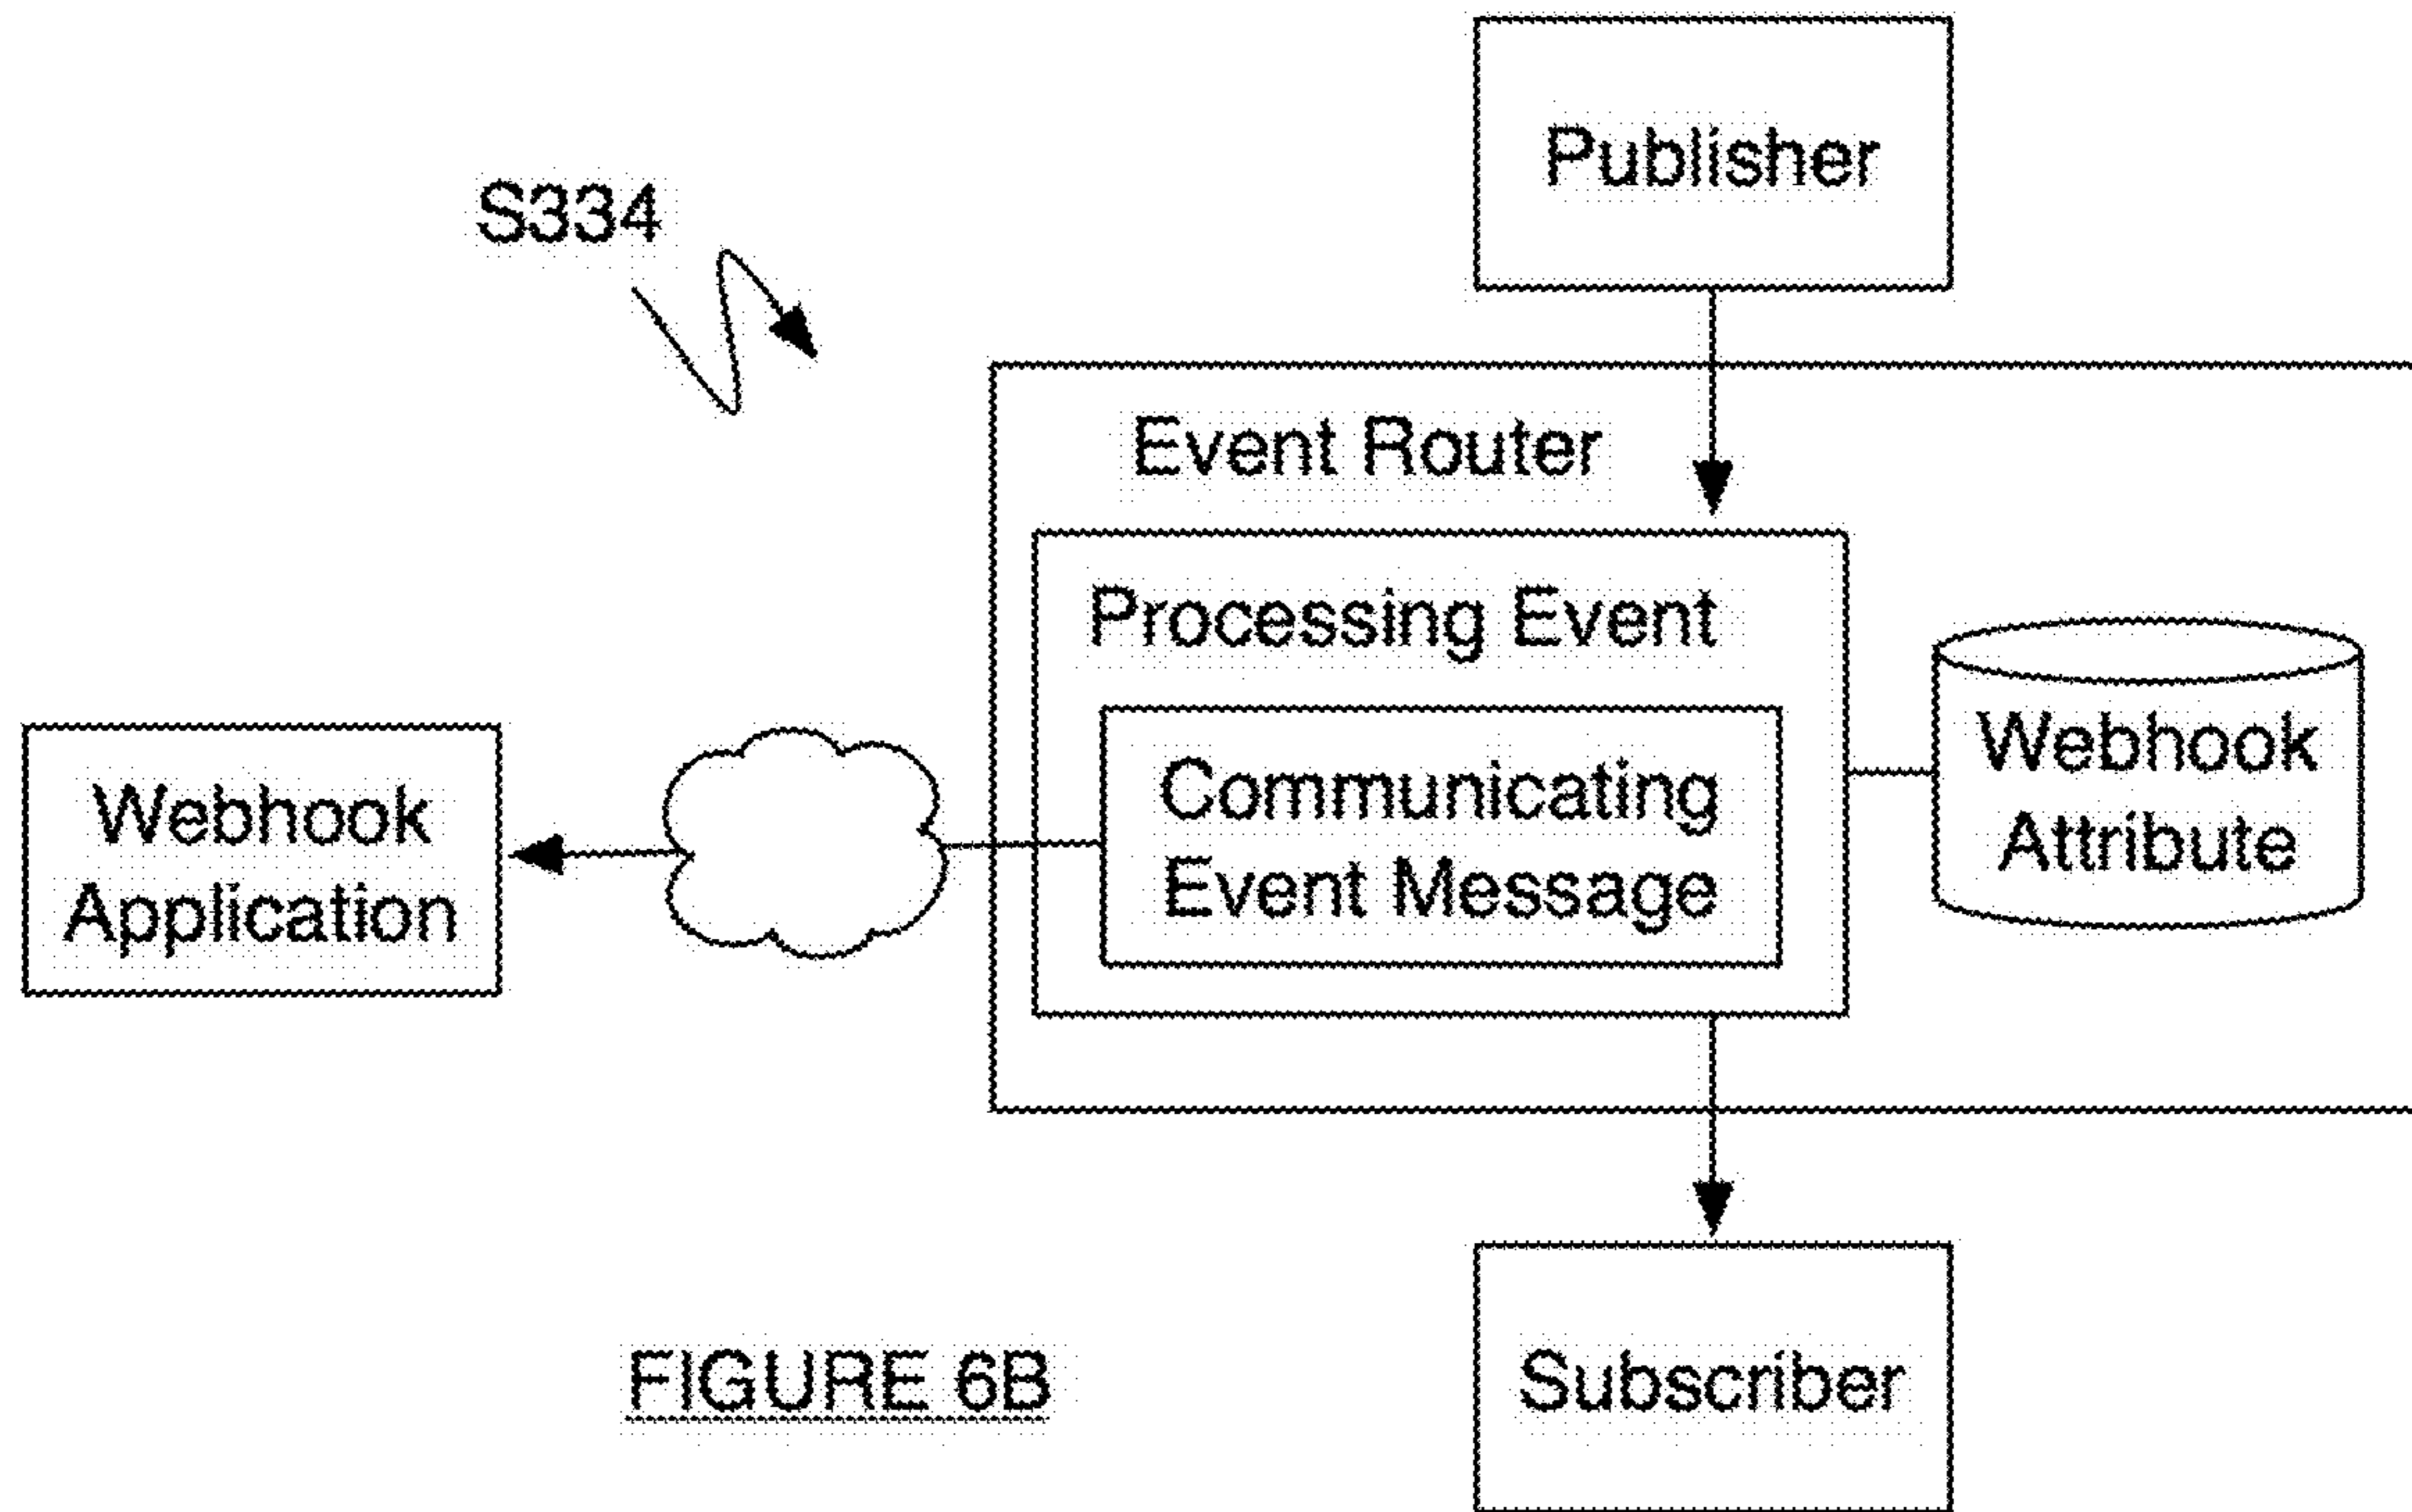 Publisher
S334
Event Router
Processing Event
Communicating
Event Message
Webhook
Attribute
Webhook
Application
FIGURE 6B
Subscriber